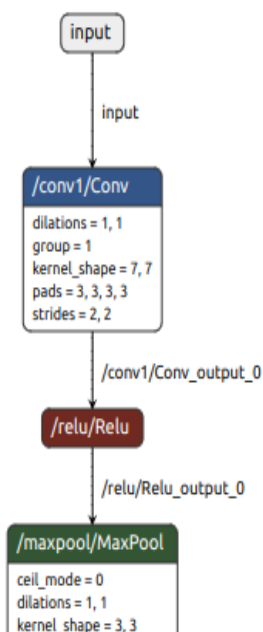 input
input
/conv1/Conv
dilations = 1, 1
group = 1
kernel_shape = 7, 7
pads = 3, 3, 3, 3
strides = 2, 2
/conv1/Conv_output_0
/relu/Relu
/relu/Relu_output_0
/maxpool/MaxPool
ceil_mode = 0
dilations = 1, 1
kernel_shape = 3, 3